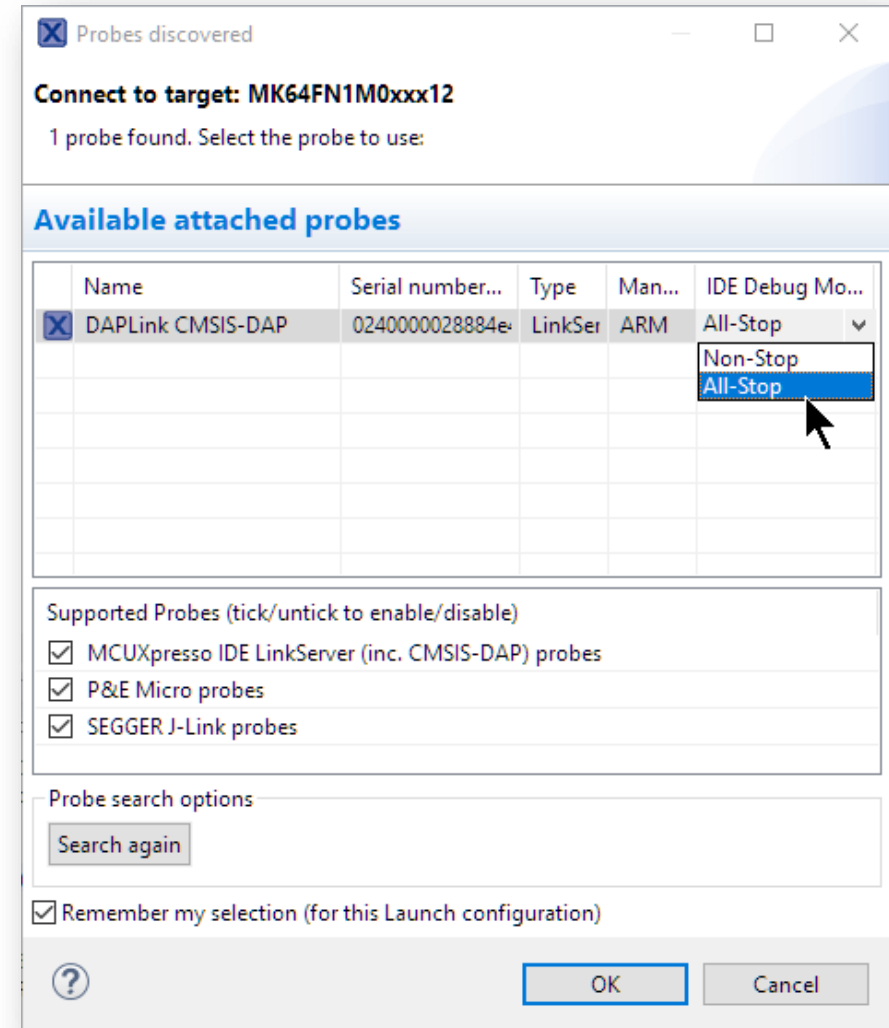 Probes discovered
Connect to target: MK64FN1M0xxx12
1 probe found. Select the probe to use:
Available attached probes
Name Serial number... Type Man... IDE Debug Mo...
DAPLink CMSIS-DAP 0240000028884e LinkSer ARM All-Stop
Non-Stop
All-Stop
Supported Probes (tick/untick to enable/disable)
MCUXpresso IDE LinkServer (inc. CMSIS-DAP) probes
P&E Micro probes
SEGGER J-Link probes
Probe search options
Search again
Remember my selection (for this Launch configuration)
? OK Cancel